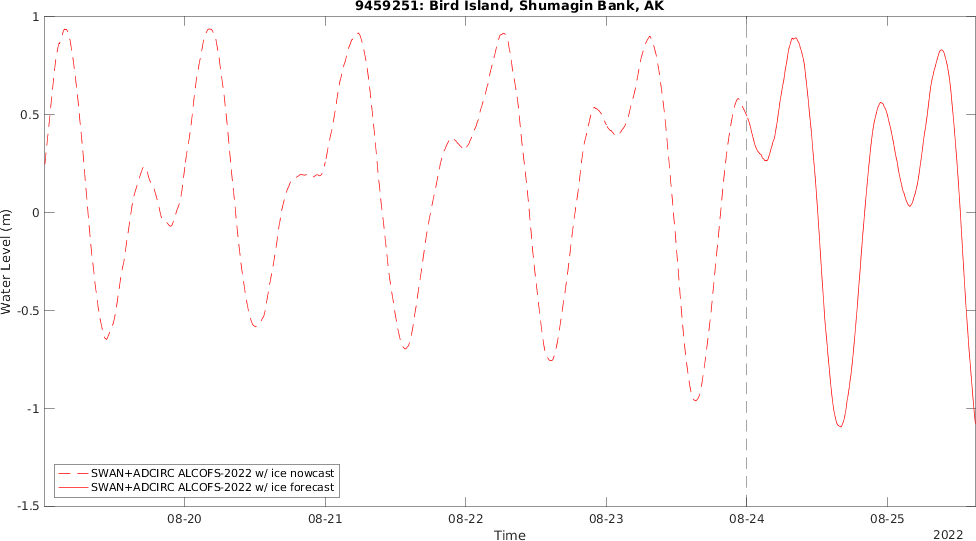 9459251: Bird Island, Shumagin Bank, AK
Water Level (m)
1
0.5
0
-0.5
-1
-1.5
SWAN+ADCIRC ALCOFS-2022 w/ ice nowcast
SWAN+ADCIRC ALCOFS-2022 w/ ice forecast
08-20 08-21 08-22 08-23 08-24 08-25
Time
2022